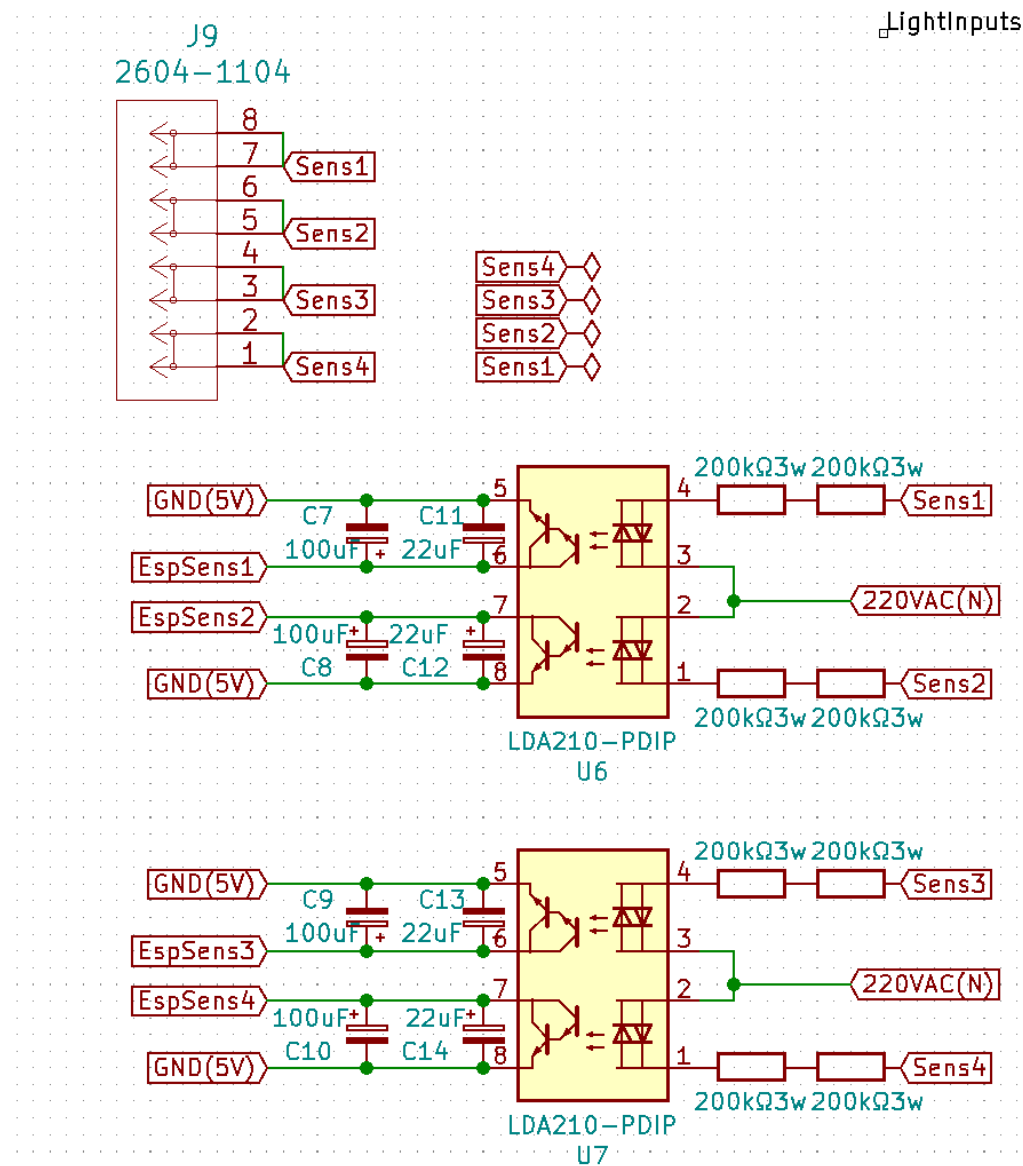 LightInputs
J9
2604-1104
8
7
Sens1
6
5
Sens2
4
3
Sens3
2
1
Sens4
Sens4
Sens3
Sens2
Sens1
200kΩ3w 200kΩ3w
GND(5V) 5 4 Sens1
C7 C11
100uF + 22uF +
EspSens1 6 3
220VAC(N)
EspSens2 7 2
100uF + 22uF +
C8 C12
GND(5V) 8 1 Sens2
200kΩ3w 200kΩ3w
LDA210-PDIP
U6
200kΩ3w 200kΩ3w
GND(5V) 5 4 Sens3
C9 C13
100uF + 22uF +
EspSens3 6 3
220VAC(N)
EspSens4 7 2
100uF + 22uF +
C10 C14
GND(5V) 8 1 Sens4
200kΩ3w 200kΩ3w
LDA210-PDIP
U7